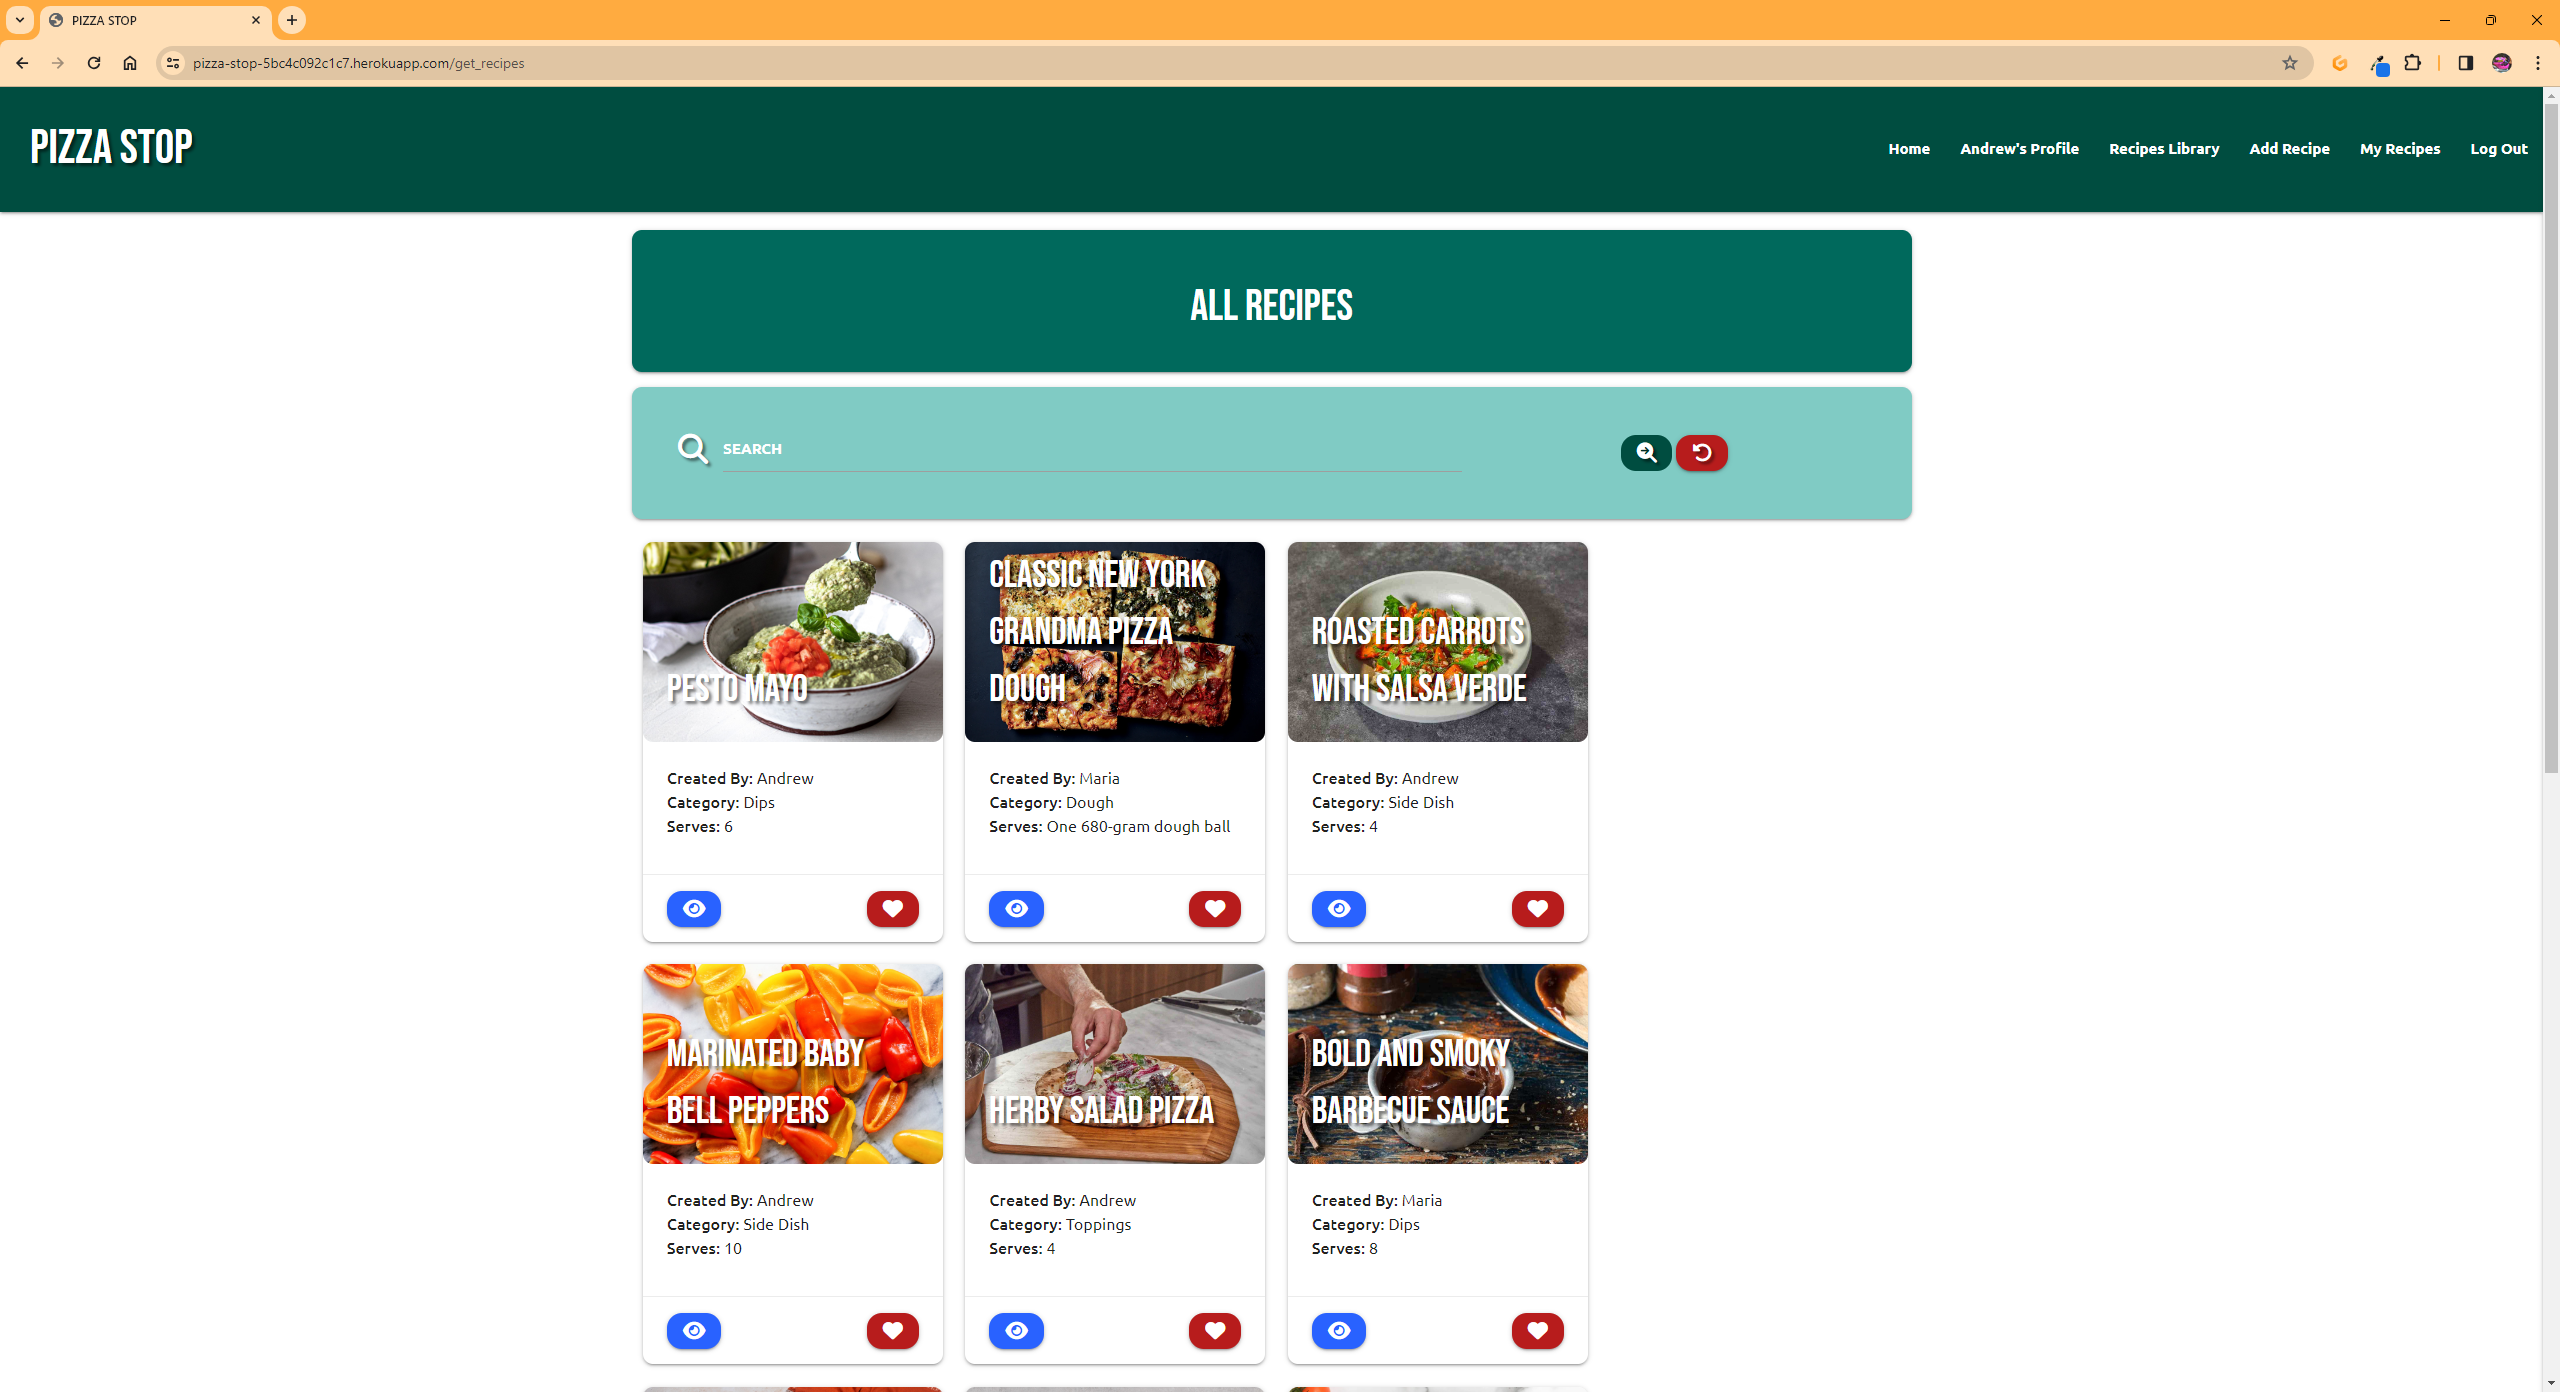 PIZZA STOP
pizza-stop-5bc4c092c1c7.herokuapp.com/get_recipes
PIZZA STOP
Home Andrew's Profile Recipes Library Add Recipe My Recipes Log Out
ALL RECIPES
SEARCH
PESTO MAYO
Created By: Andrew
Category: Dips
Serves: 6
CLASSIC NEW YORK
GRANDMA PIZZA
DOUGH
Created By: Maria
Category: Dough
Serves: One 680-gram dough ball
ROASTED CARROTS
WITH SALSA VERDE
Created By: Andrew
Category: Side Dish
Serves: 4
MARINATED BABY
BELL PEPPERS
Created By: Andrew
Category: Side Dish
Serves: 10
HERBY SALAD PIZZA
Created By: Andrew
Category: Toppings
Serves: 4
BOLD AND SMOKY
BARBECUE SAUCE
Created By: Maria
Category: Dips
Serves: 8